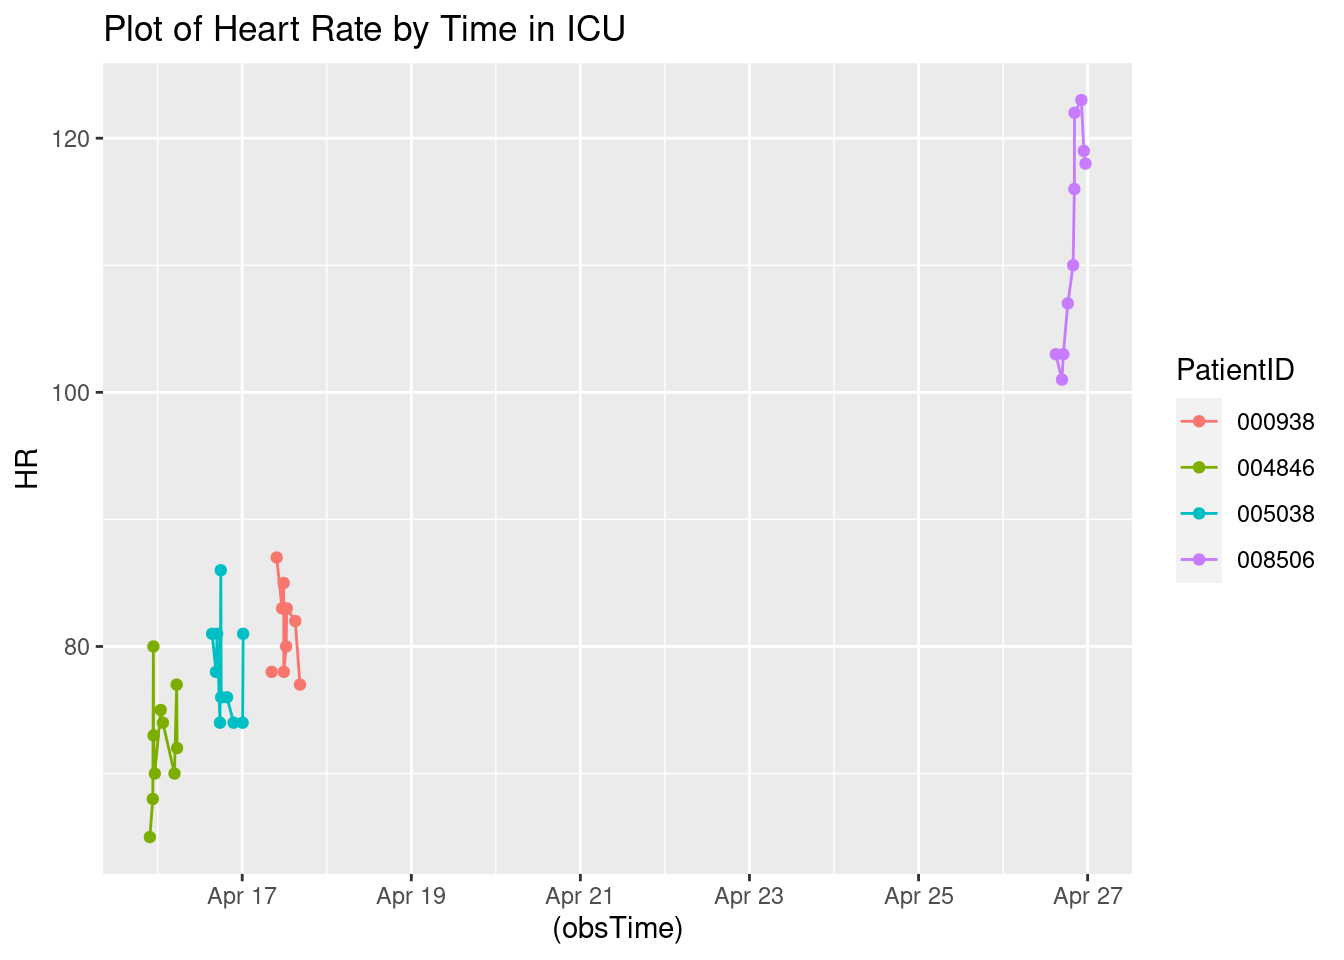 Plot of Heart Rate by Time in ICU
120
100
80
HR
Apr 17 Apr 19 Apr 21 Apr 23 Apr 25 Apr 27
(obsTime)
PatientID
000938
004846
005038
008506